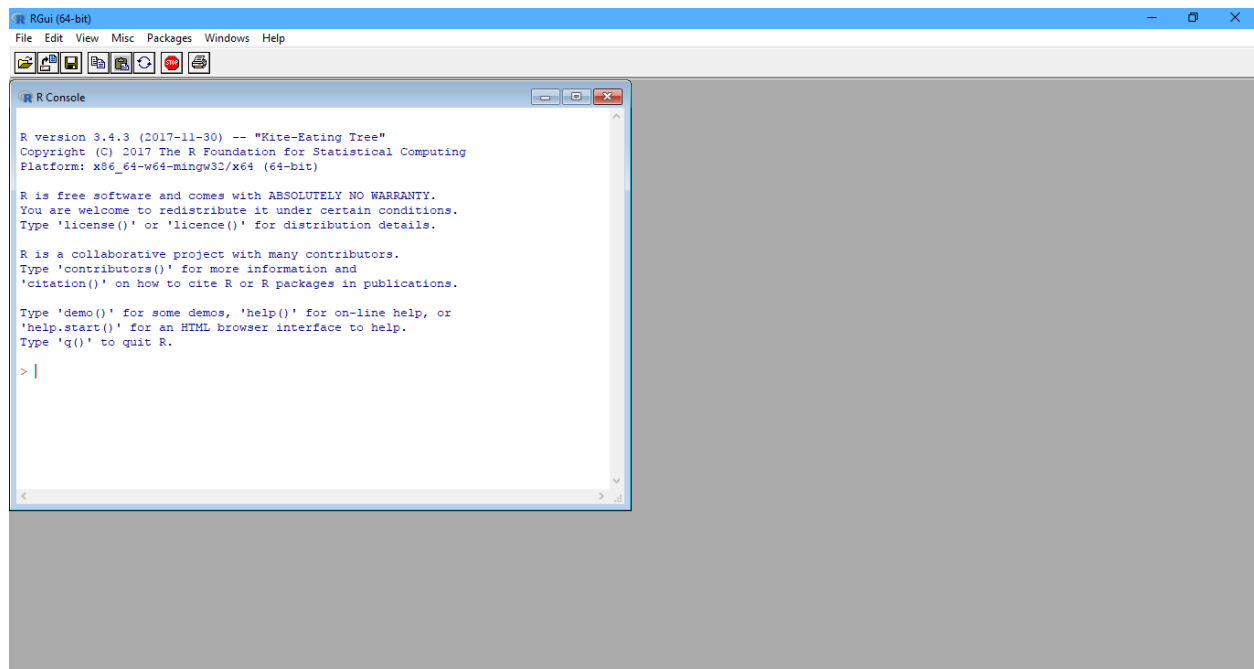 RGui (64-bit)
File Edit View Misc Packages Windows Help
STOP
R Console
R version 3.4.3 (2017-11-30) -- "Kite-Eating Tree"
Copyright (C) 2017 The R Foundation for Statistical Computing
Platform: x86_64-w64-mingw32/x64 (64-bit)
R is free software and comes with ABSOLUTELY NO WARRANTY.
You are welcome to redistribute it under certain conditions.
Type 'license()' or 'licence()' for distribution details.
R is a collaborative project with many contributors.
Type 'contributors()' for more information and
'citation()' on how to cite R or R packages in publications.
Type 'demo()' for some demos, 'help()' for on-line help, or
'help.start()' for an HTML browser interface to help.
Type 'q()' to quit R.
>